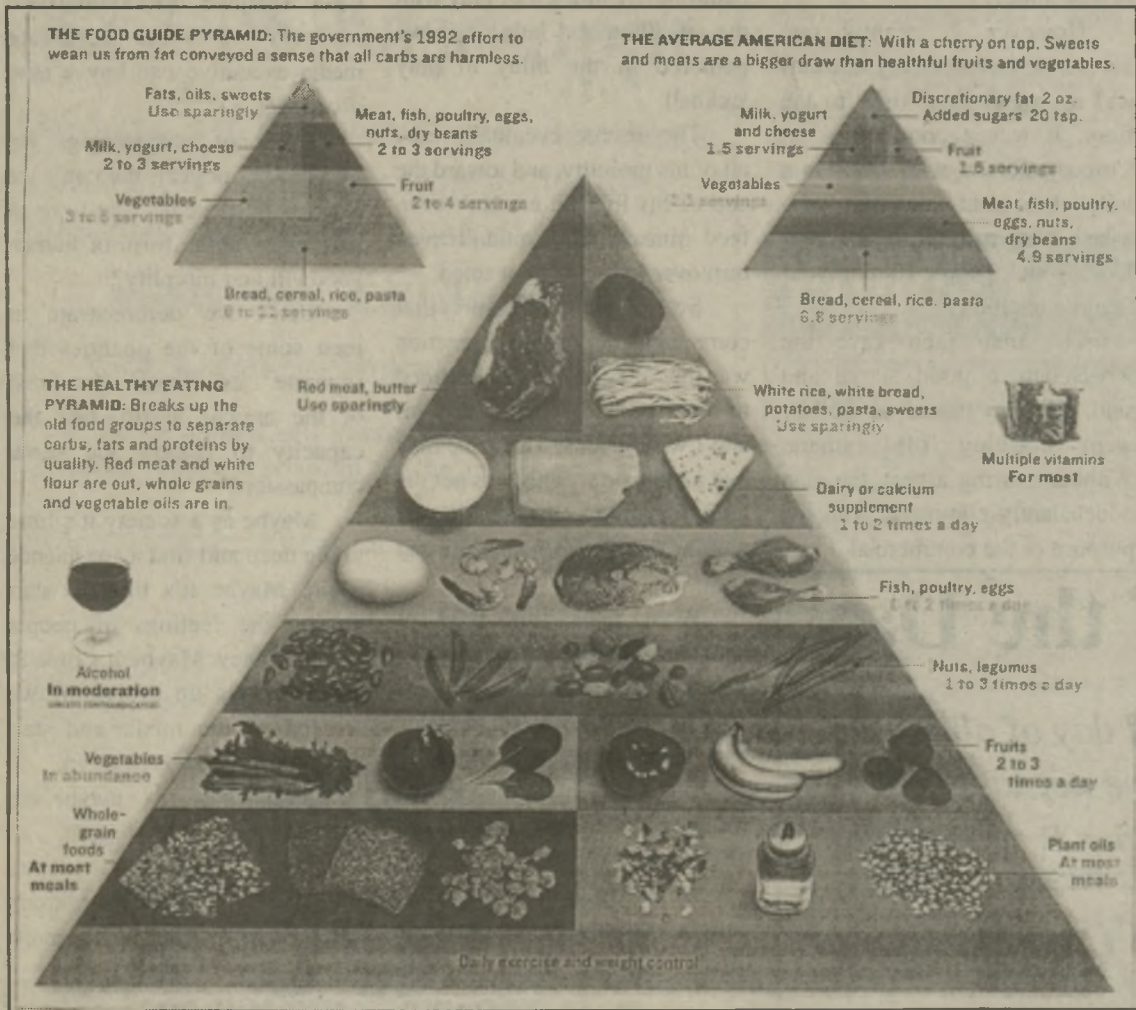 THE FOOD GUIDE PYRAMID: The government's 1992 effort to
wean us from fat conveyed a sense that all carbs are harmless.
Fats, oils, sweets
Use sparingly
Meat, fish, poultry, eggs,
nuts, dry beans
2 to 3 servings
Milk, yogurt, cheese
2 to 3 servings
Fruit
2 to 4 servings
Vegetables
3 to 5 servings
Bread, cereal, rice, pasta
6 to 11 servings
THE AVERAGE AMERICAN DIET: With a cherry on top. Sweets
and meats are a bigger draw than healthful fruits and vegetables.
Discretionary fat 2 oz.
Added sugars 20 tsp.
Milk, yogurt
and cheese
1.5 servings
Fruit
1.5 servings
Vegetables
servings
Meat, fish, poultry,
eggs, nuts,
dry beans
4.9 servings
Bread, cereal, rice, pasta
6.8 servings
THE HEALTHY EATING
PYRAMID: Breaks up the
old food groups to separate
carbs, fats and proteins by
quality. Red meat and white
flour are out, whole grains
and vegetable oils are in.
Red meat, butter
Use sparingly
White rice, white bread,
potatoes, pasta, sweets
Use sparingly
Multiple vitamins
For most
Dairy or calcium
supplement
1 to 2 times a day
Fish, poultry, eggs
0 to 2 times a day
Alcohol
In moderation
Nuts, legumes
1 to 3 times a day
Vegetables
In abundance
Fruits
2 to 3
times a day
Whole-
grain
foods
At most
meals
Plant oils
At most
meals
Daily exercise and weight control